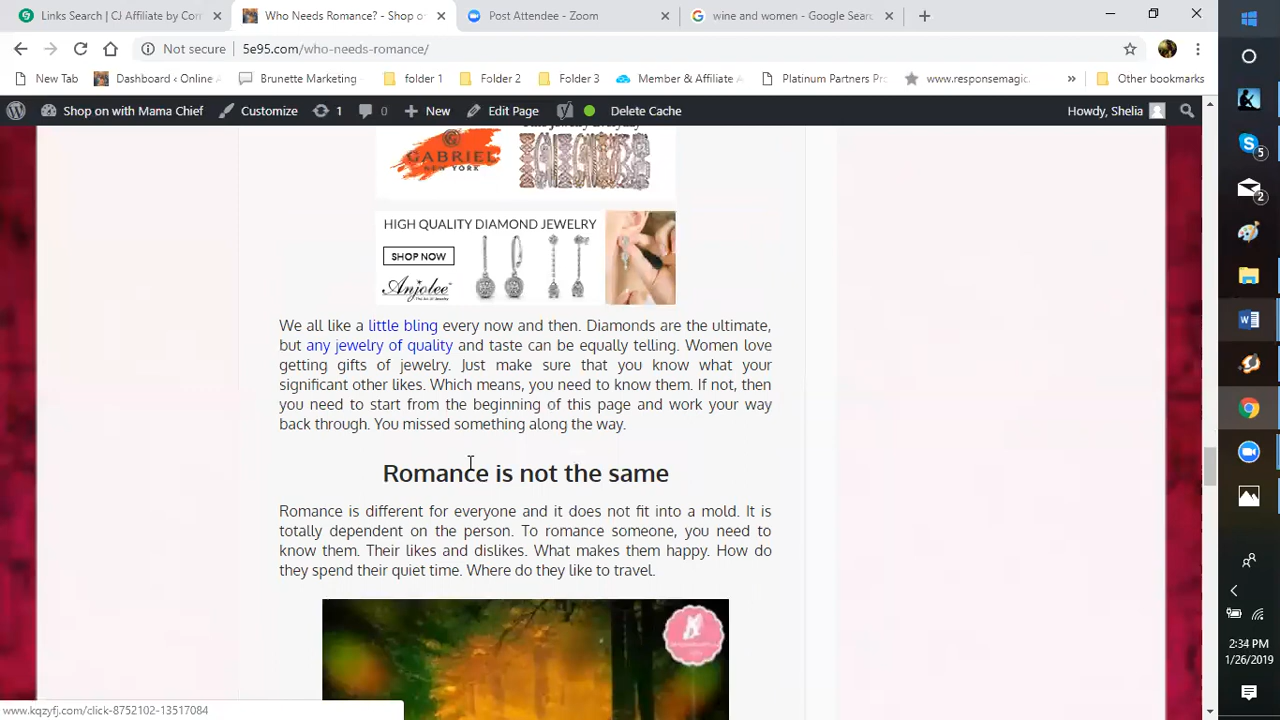 Links Search | CJ Affiliate by Con
Who Needs Romance? - Shop o
Post Attendee - Zoom
wine and women - Google Sear
Not secure
5e95.com/who-needs-romance/
New Tab
Dashboard ‹ Online A
Brunette Marketing
folder 1
Folder 2
Folder 3
Member & Affiliate A
Platinum Partners Pr
www.responsemagic.
»
Other bookmarks
Shop on with Mama Chief
Customize
1
0
New
Edit Page
Delete Cache
Howdy, Shelia
GABRIEL
NEW YORK
HIGH QUALITY DIAMOND JEWELRY
SHOP NOW
Anjolee
We all like a little bling every now and then. Diamonds are the ultimate,
but any jewelry of quality and taste can be equally telling. Women love
getting gifts of jewelry. Just make sure that you know what your
significant other likes. Which means, you need to know them. If not, then
you need to start from the beginning of this page and work your way
back through. You missed something along the way.
Romance is not the same
Romance is different for everyone and it does not fit into a mold. It is
totally dependent on the person. To romance someone, you need to
know them. Their likes and dislikes. What makes them happy. How do
they spend their quiet time. Where do they like to travel.
www.kqzyfj.com/click-8752102-13517084
5
2
2:34 PM
1/26/2019